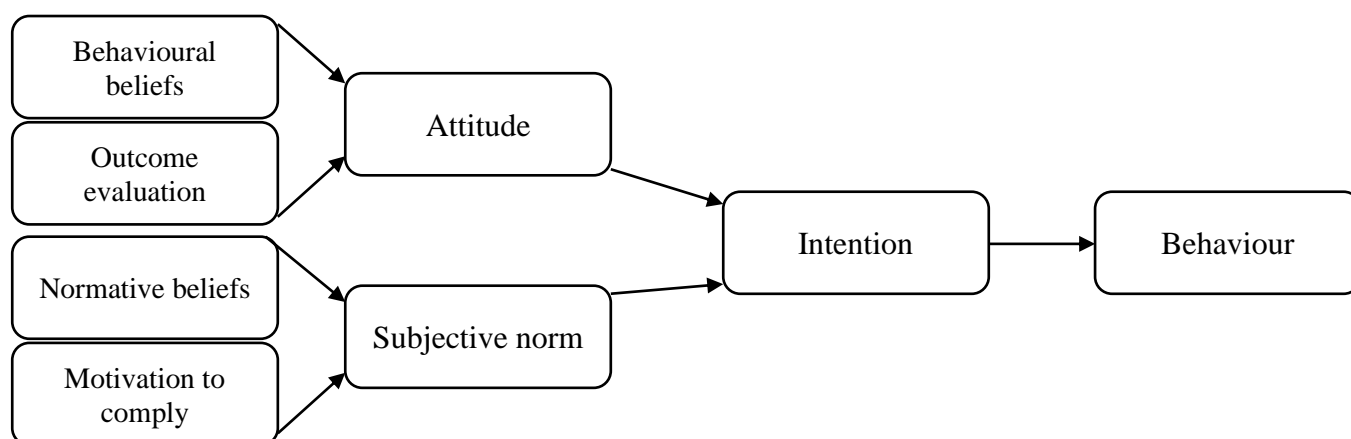 Behavioural
beliefs
Outcome
evaluation
Normative beliefs
Motivation to
comply
Attitude
Subjective norm
Intention
Behaviour